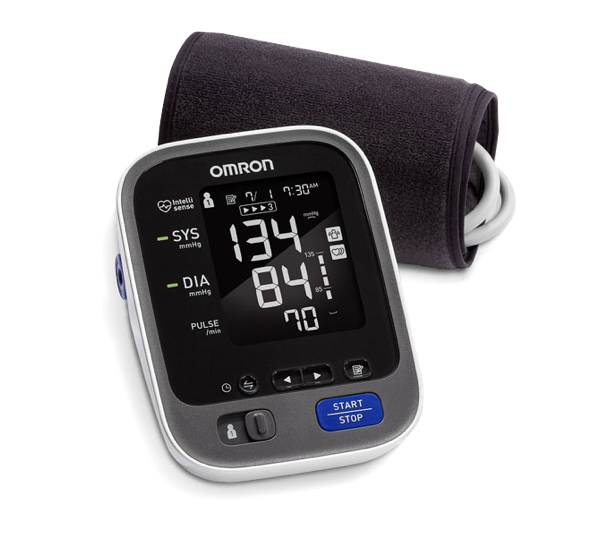 OMRON
Intelli
sense
7/ 1 7:30AM
▶▶▶3
mmHg
SYS
mmHg
134
135
DIA
mmHg
84
85
PULSE
/min
70
START
STOP